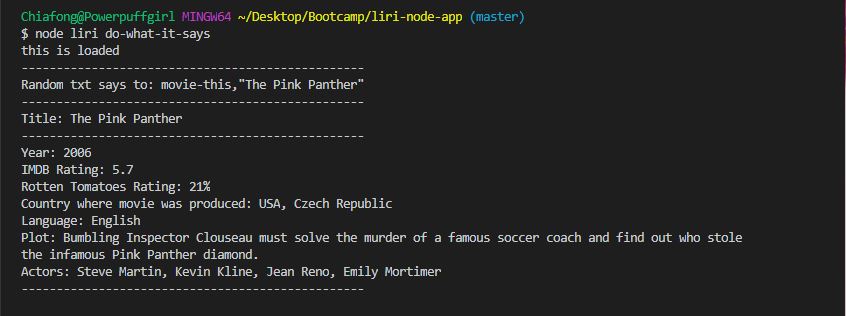 Chiafong@Powerpuffgirl MINGW64 ~/Desktop/Bootcamp/liri-node-app (master)
$ node liri do-what-it-says
this is loaded
------------------------------------------------
Random txt says to: movie-this,"The Pink Panther"
------------------------------------------------
Title: The Pink Panther
------------------------------------------------
Year: 2006
IMDB Rating: 5.7
Rotten Tomatoes Rating: 21%
Country where movie was produced: USA, Czech Republic
Language: English
Plot: Bumbling Inspector Clouseau must solve the murder of a famous soccer coach and find out who stole
the infamous Pink Panther diamond.
Actors: Steve Martin, Kevin Kline, Jean Reno, Emily Mortimer
------------------------------------------------